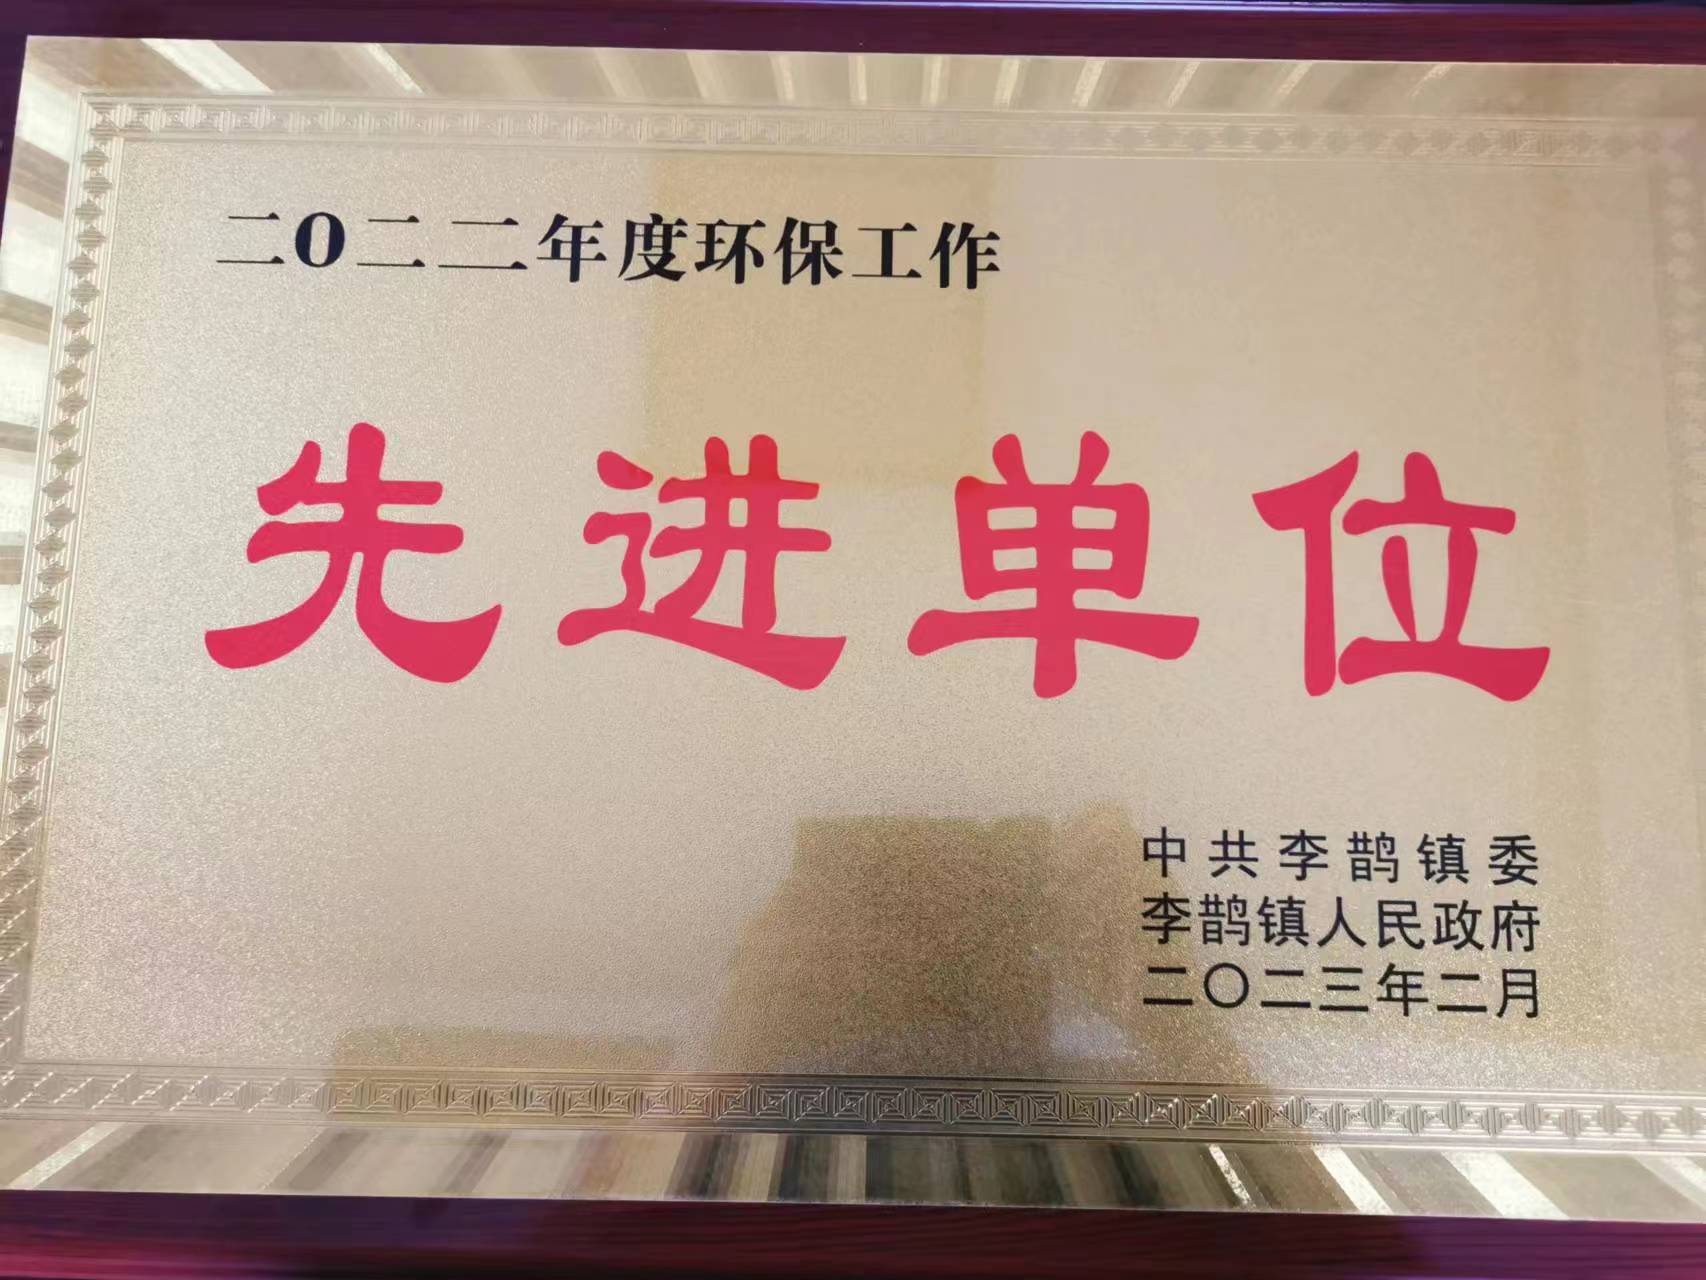 二O二二年度环保工作
先进单位
中共李鹊镇委
李鹊镇人民政府
二〇二三年二月